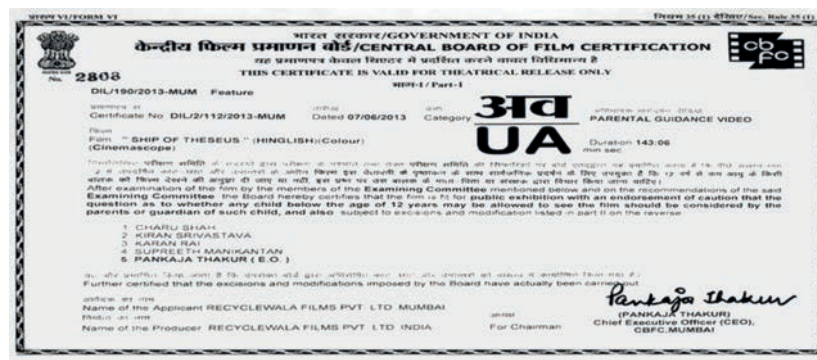 प्रारूप VI/FORM VI
नियम 35 (1) देखिए/Sec. Rule 35 (1)
भारत सरकार/GOVERNMENT OF INDIA
केन्द्रीय फिल्म प्रमाणन बोर्ड/CENTRAL BOARD OF FILM CERTIFICATION
cb
fc
यह प्रमाणपत्र केवल थिएटर में प्रदर्शित करने बाबत विधिमान्य है
No. 2808
THIS CERTIFICATE IS VALID FOR THEATRICAL RELEASE ONLY
भाग-I / Part-I
DIL/190/2013-MUM Feature
Certificate No DIL/2/112/2013-MUM Dated 07/06/2013 Category
अव
UA
PARENTAL GUIDANCE VIDEO
Film " SHIP OF THESEUS " (HINGLISH)(Colour)
(Cinemascope)
Duration 143:06
min sec
After examination of the film by the members of the Examining Committee mentioned below and on the recommendations of the said
Examining Committee the Board hereby certifies that the film is fit for public exhibition with an endorsement of caution that the
question as to whether any child below the age of 12 years may be allowed to see the film should be considered by the
parents or guardian of such child, and also subject to excisions and modification listed in part II on the reverse
1 CHARU SHAH
2 KIRAN SRIVASTAVA
3 KARAN RAI
4 SUPREETH MANIKANTAN
5. PANKAJA THAKUR ( E.O. )
Further certified that the excisions and modifications imposed by the Board have actually been carried out
आवेदक का नाम
Name of the Applicant RECYCLEWALA FILMS PVT LTD MUMBAI
निर्माता का नाम
Name of the Producer RECYCLEWALA FILMS PVT LTD INDIA
अध्यक्ष
For Chairman
Pankaja Thakur
(PANKAJA THAKUR)
Chief Executive Officer (CEO),
CBFC.MUMBAI